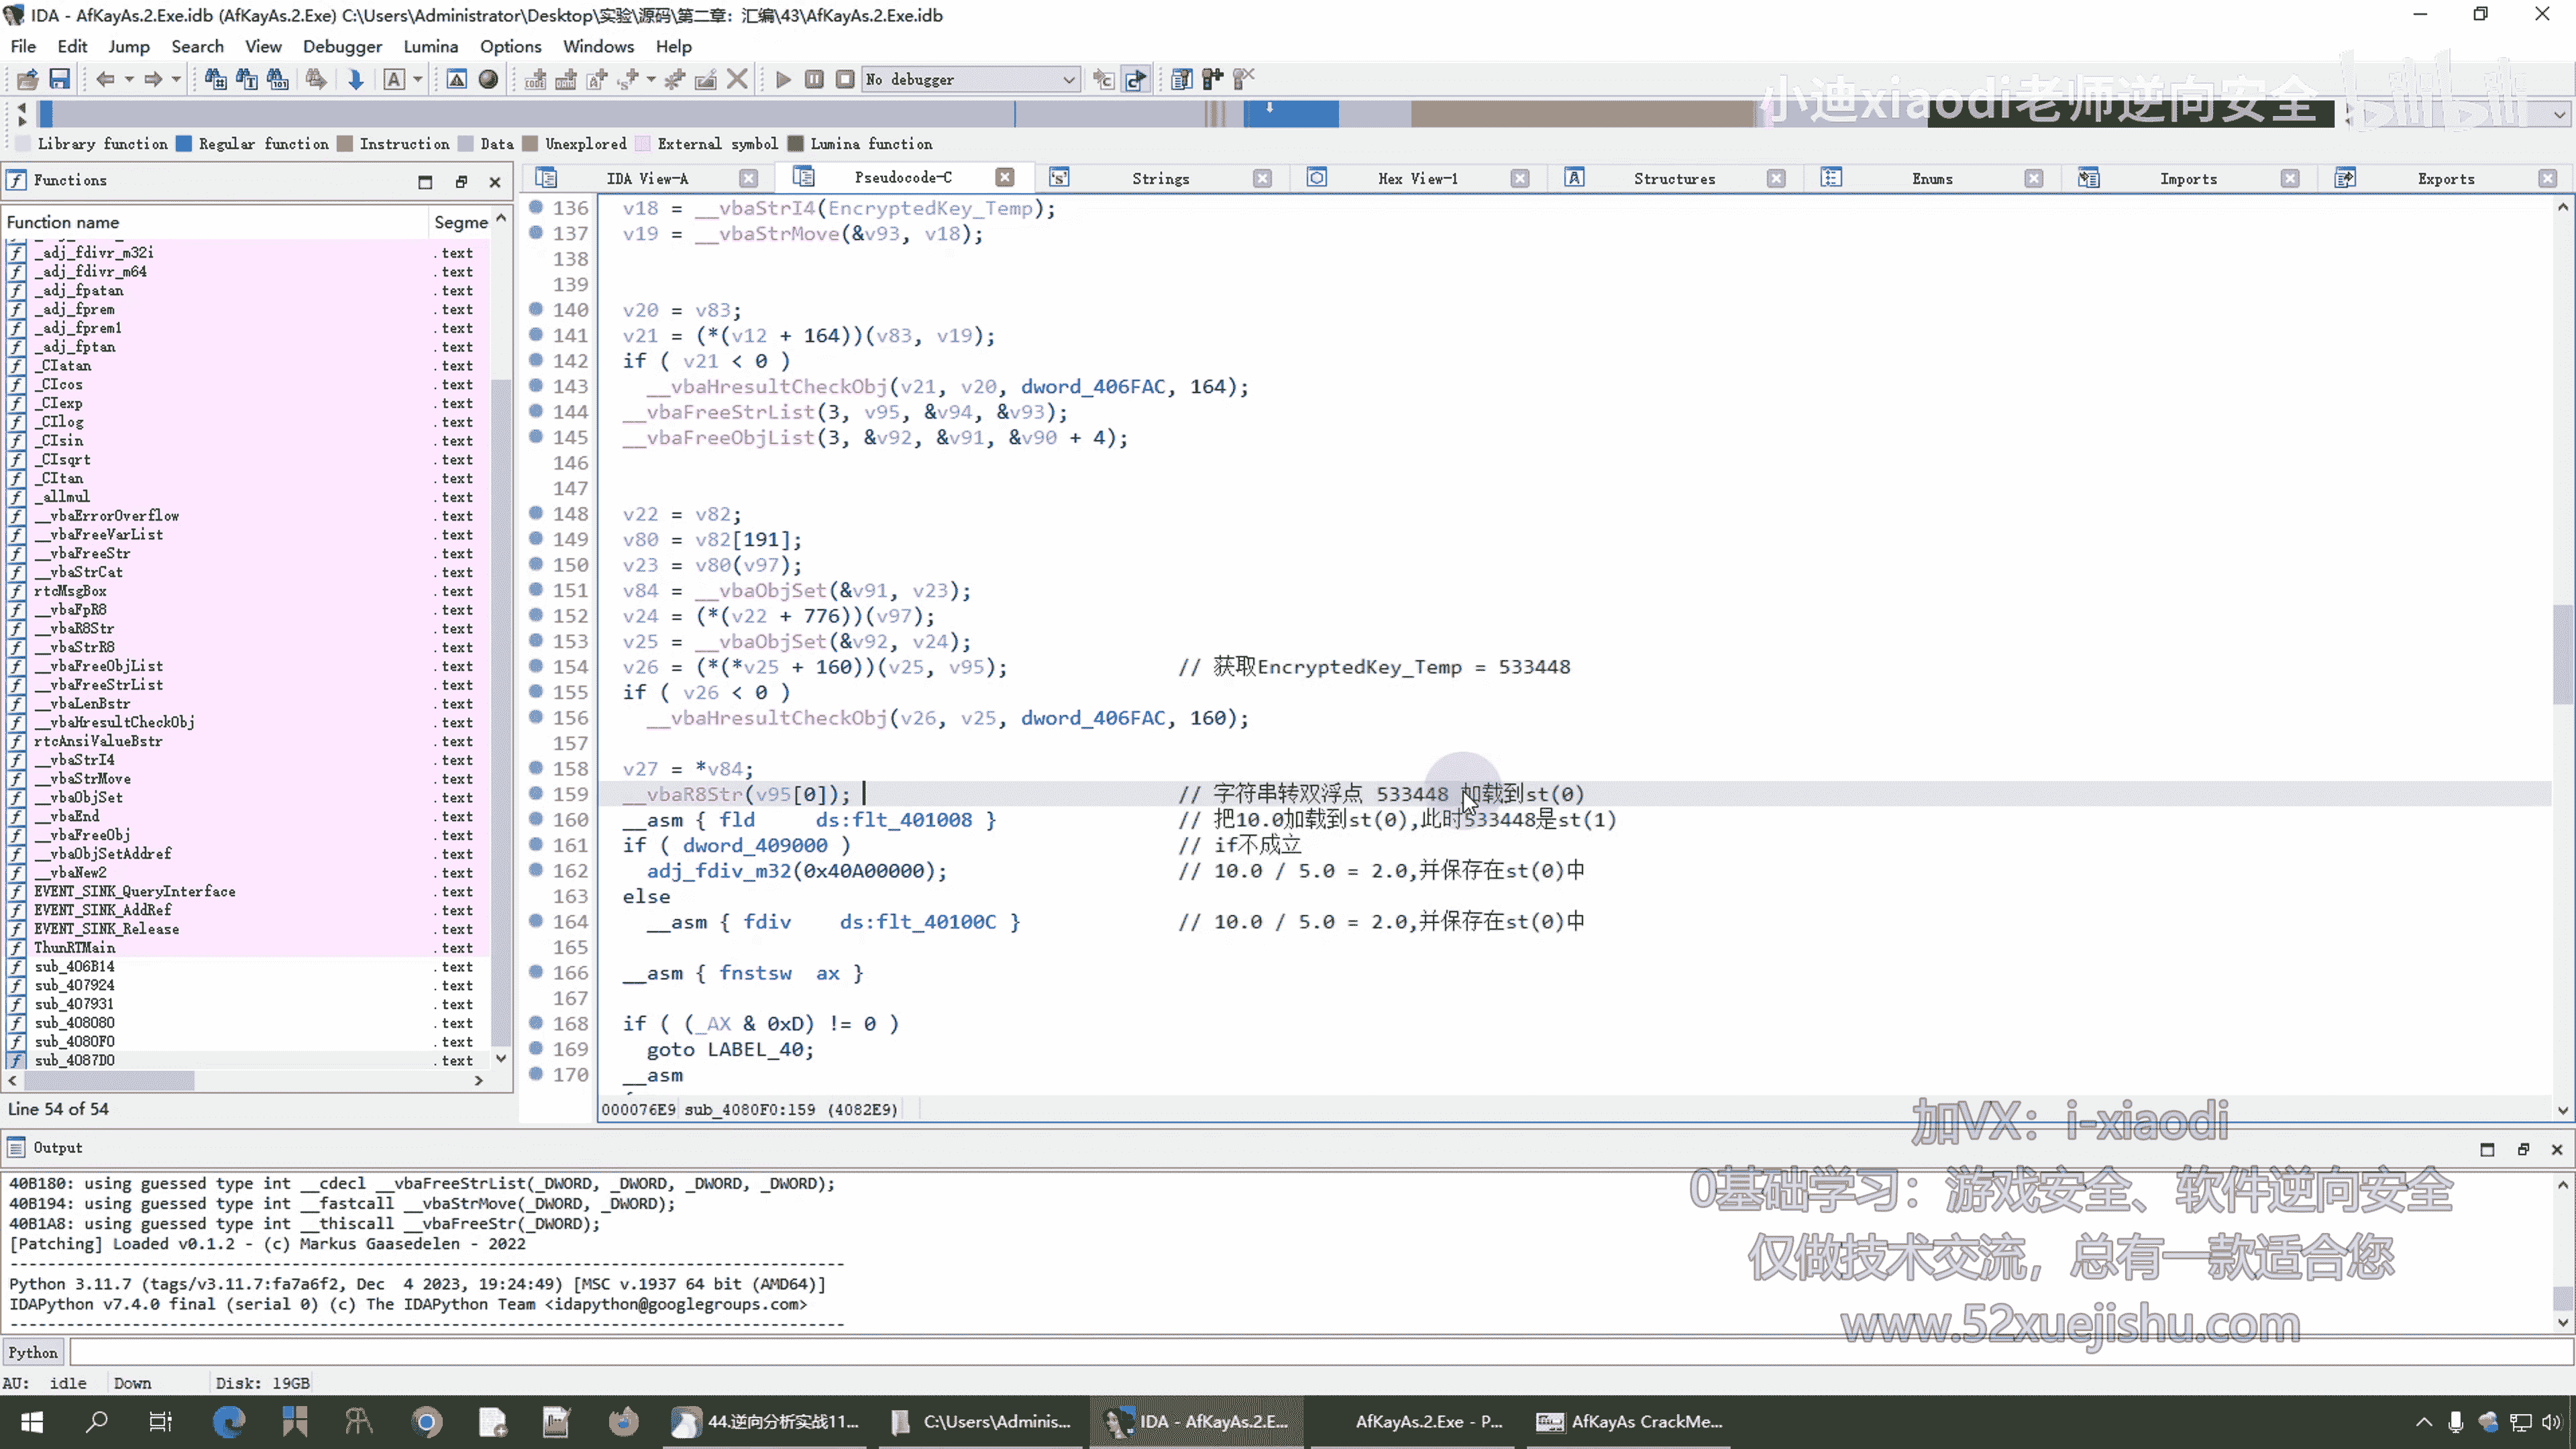 IDA - AfKayAs.2.Exe.idb (AfKayAs.2.Exe) C:\Users\Administrator\Desktop\实验\源码\第二章：汇编\43\AfKayAs.2.Exe.idb
File Edit Jump Search View Debugger Lumina Options Windows Help
No debugger
小迪xiaodi老师逆向安全 bilibili
Library function Regular function Instruction Data Unexplored External symbol Lumina function
Functions
IDA View-A Pseudocode-C Strings Hex View-1 Structures Enums Imports Exports
Function name Segme
_adj_fdivr_m32i .text
_adj_fdivr_m64 .text
_adj_fpatan .text
_adj_fprem .text
_adj_fprem1 .text
_adj_fptan .text
_CIatan .text
_CIcos .text
_CIexp .text
_CIlog .text
_CIsin .text
_CIsqrt .text
_CItan .text
_allmul .text
__vbaErrorOverflow .text
__vbaFreeVarList .text
__vbaFreeStr .text
__vbaStrCat .text
rtcMsgBox .text
__vbaFpR8 .text
__vbaR8Str .text
__vbaStrR8 .text
__vbaFreeObjList .text
__vbaFreeStrList .text
__vbaLenBstr .text
__vbaHresultCheckObj .text
rtcAnsiValueBstr .text
__vbaStrI4 .text
__vbaStrMove .text
__vbaObjSet .text
__vbaEnd .text
__vbaFreeObj .text
__vbaObjSetAddref .text
__vbaNew2 .text
EVENT_SINK_QueryInterface .text
EVENT_SINK_AddRef .text
EVENT_SINK_Release .text
ThunRTMain .text
sub_406B14 .text
sub_407924 .text
sub_407931 .text
sub_408080 .text
sub_4080F0 .text
sub_4087D0 .text
Line 54 of 54
136 v18 = __vbaStrI4(EncryptedKey_Temp);
137 v19 = __vbaStrMove(&v93, v18);
138
139
140 v20 = v83;
141 v21 = (*(v12 + 164))(v83, v19);
142 if ( v21 < 0 )
143 __vbaHresultCheckObj(v21, v20, dword_406FAC, 164);
144 __vbaFreeStrList(3, v95, &v94, &v93);
145 __vbaFreeObjList(3, &v92, &v91, &v90 + 4);
146
147
148 v22 = v82;
149 v80 = v82[191];
150 v23 = v80(v97);
151 v84 = __vbaObjSet(&v91, v23);
152 v24 = (*(v22 + 776))(v97);
153 v25 = __vbaObjSet(&v92, v24);
154 v26 = (*(*v25 + 160))(v25, v95); // 获取EncryptedKey_Temp = 533448
155 if ( v26 < 0 )
156 __vbaHresultCheckObj(v26, v25, dword_406FAC, 160);
157
158 v27 = *v84;
159 __vbaR8Str(v95[0]); // 字符串转双浮点 533448 加载到st(0)
160 __asm { fld ds:flt_401008 } // 把10.0加载到st(0),此时533448是st(1)
161 if ( dword_409000 ) // if不成立
162 adj_fdiv_m32(0x40A00000); // 10.0 / 5.0 = 2.0,并保存在st(0)中
163 else
164 __asm { fdiv ds:flt_40100C } // 10.0 / 5.0 = 2.0,并保存在st(0)中
165
166 __asm { fnstsw ax }
167
168 if ( (_AX & 0xD) != 0 )
169 goto LABEL_40;
170 __asm
000076E9 sub_4080F0:159 (4082E9)
加VX：i-xiaodi
0基础学习：游戏安全、软件逆向安全
仅做技术交流，总有一款适合您
www.52xuejishu.com
Output
40B180: using guessed type int __cdecl __vbaFreeStrList(_DWORD, _DWORD, _DWORD, _DWORD);
40B194: using guessed type int __fastcall __vbaStrMove(_DWORD, _DWORD);
40B1A8: using guessed type int __thiscall __vbaFreeStr(_DWORD);
[Patching] Loaded v0.1.2 - (c) Markus Gaasedelen - 2022
Python 3.11.7 (tags/v3.11.7:fa7a6f2, Dec  4 2023, 19:24:49) [MSC v.1937 64 bit (AMD64)]
IDAPython v7.4.0 final (serial 0) (c) The IDAPython Team <idapython@googlegroups.com>
Python
AU: idle Down Disk: 19GB
44.逆向分析实战11... C:\Users\Adminis... IDA - AfKayAs.2.E... AfKayAs.2.Exe - P... AfKayAs CrackMe...